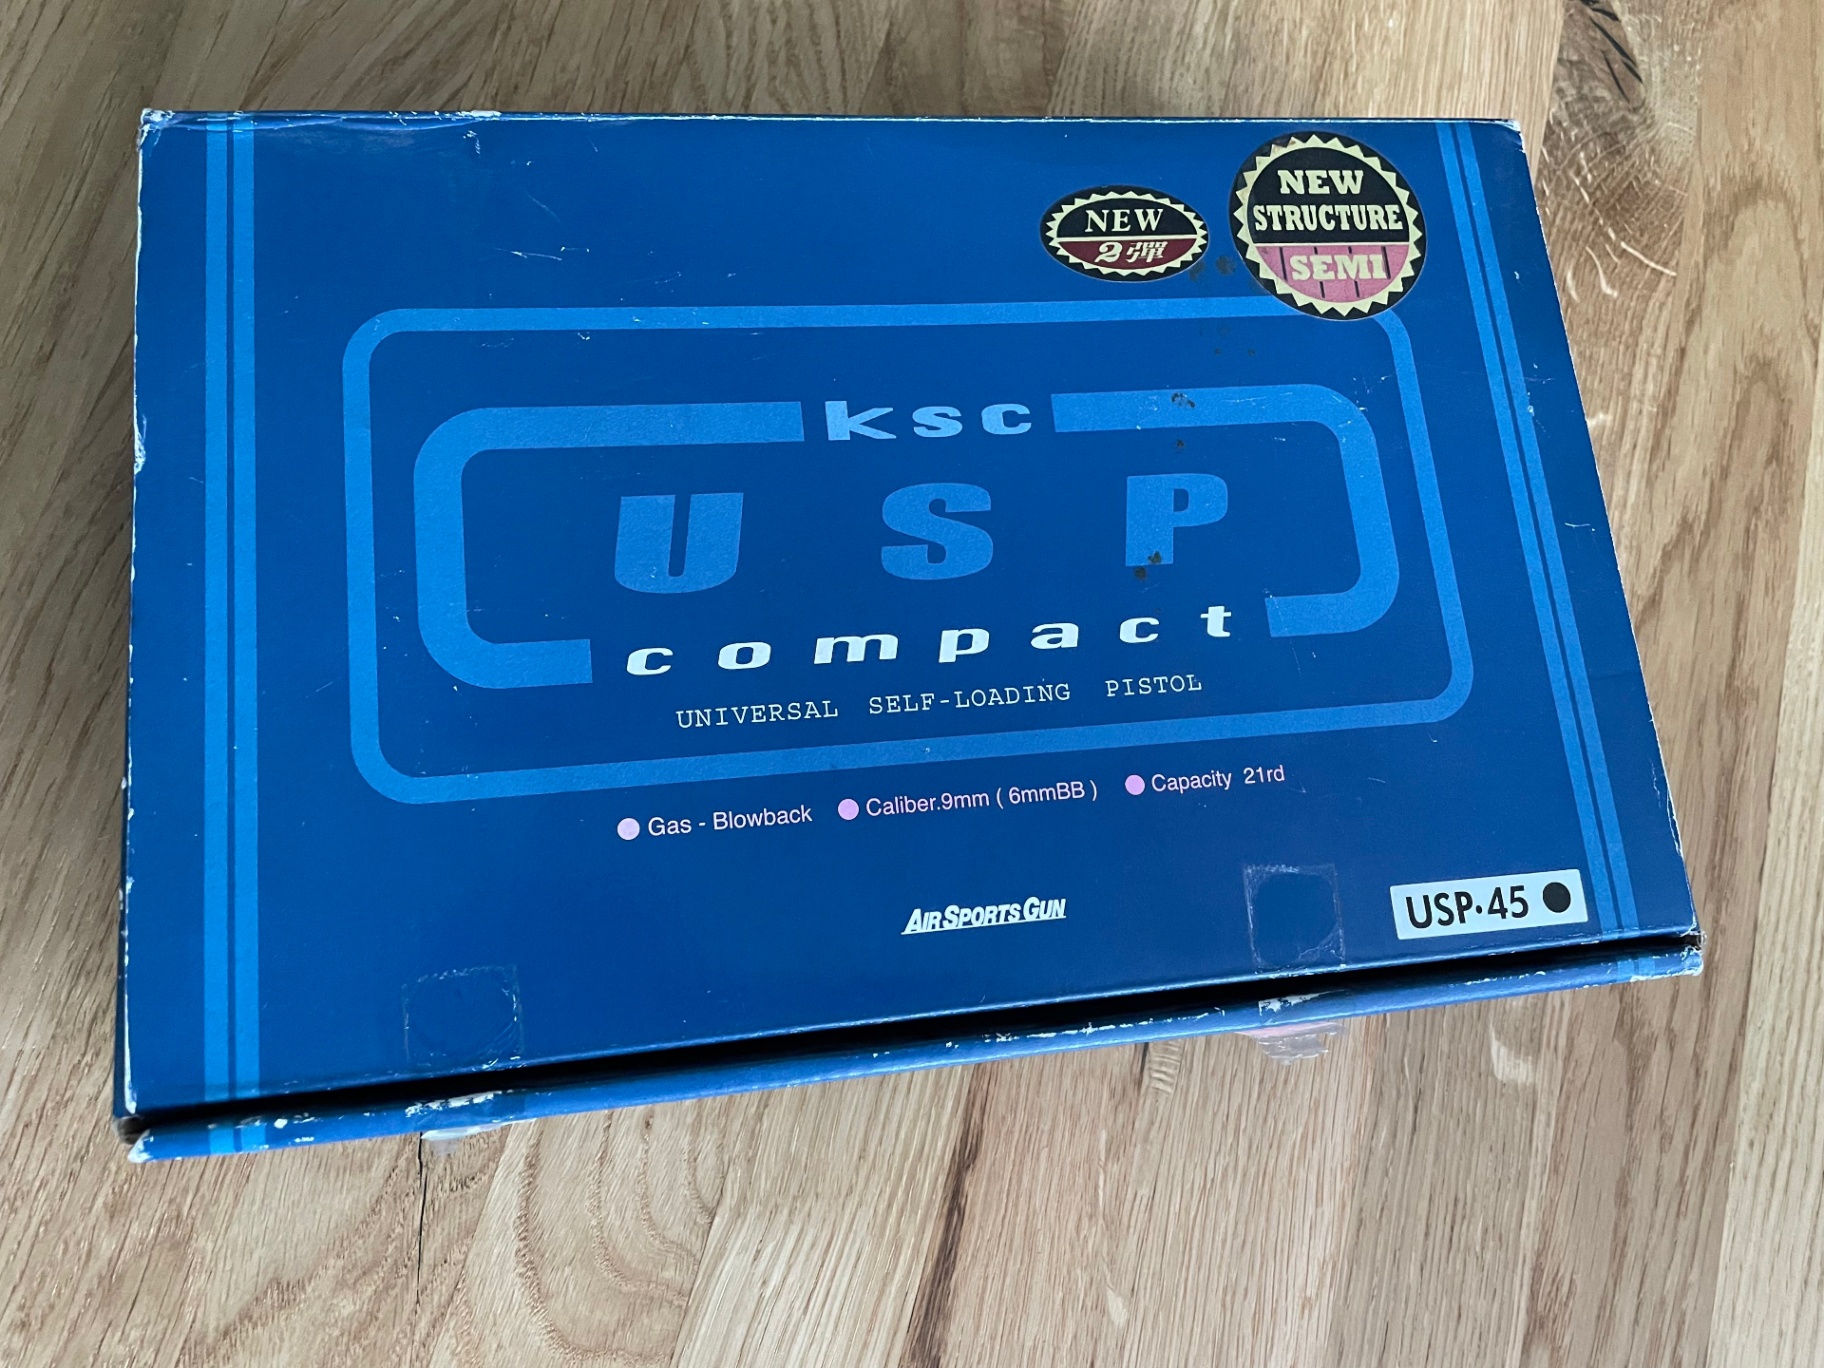 NEW
2弾
NEW
STRUCTURE
SEMI
KSC
USP
compact
UNIVERSAL SELF-LOADING PISTOL
● Gas - Blowback ● Caliber.9mm ( 6mmBB ) ● Capacity 21rd
AIR SPORTS GUN
USP・45 ●